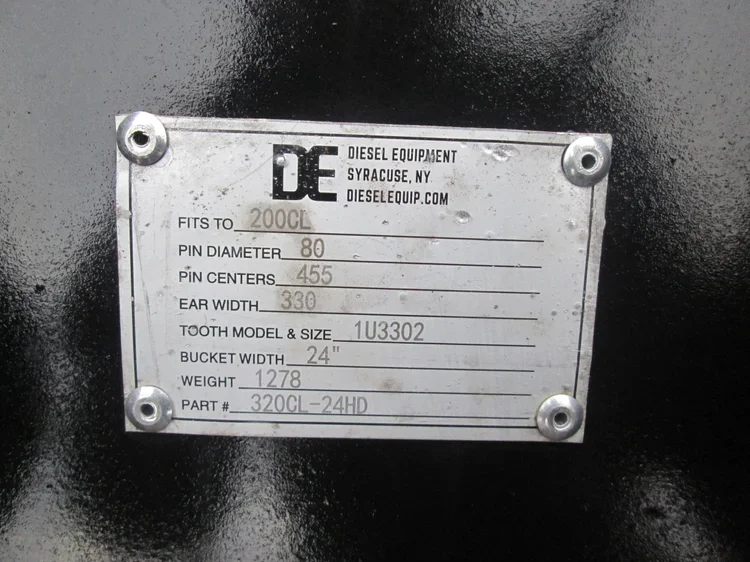 DE
DIESEL EQUIPMENT
SYRACUSE, NY
DIESELEQUIP.COM
FITS TO 200CL
PIN DIAMETER 80
PIN CENTERS 455
EAR WIDTH 330
TOOTH MODEL & SIZE 1U3302
BUCKET WIDTH 24"
WEIGHT 1278
PART # 320CL-24HD